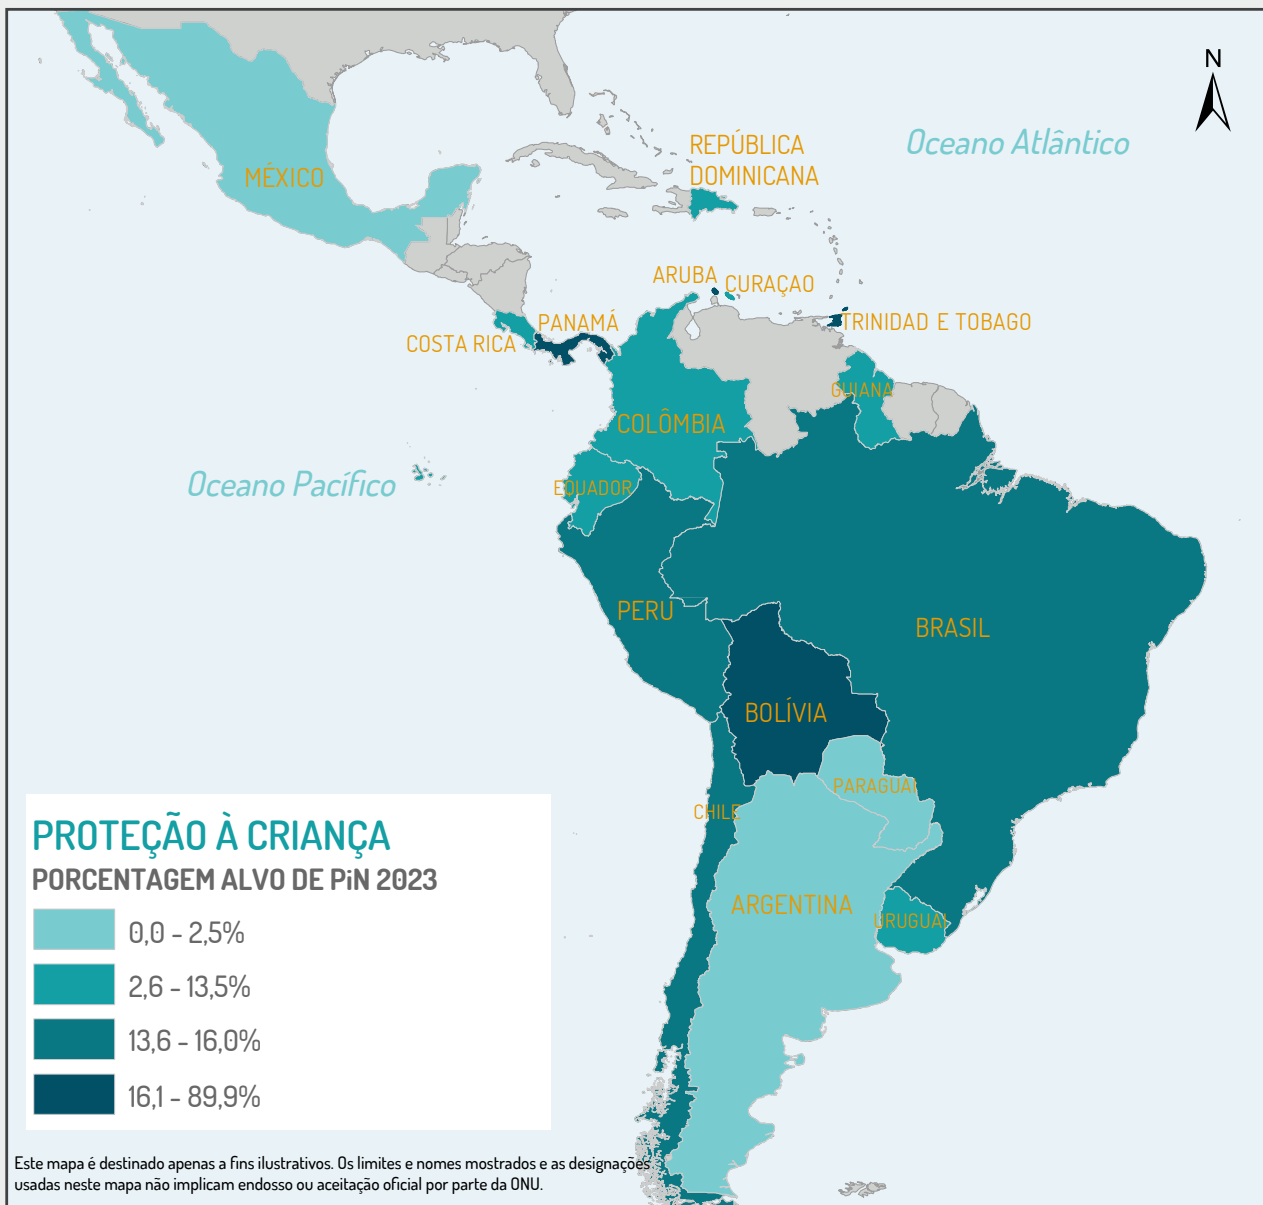 N
Oceano Atlântico
REPÚBLICA
DOMINICANA
MÉXICO
ARUBA
CURAÇAO
PANAMÁ
TRINIDAD E TOBAGO
COSTA RICA
GUIANA
COLÔMBIA
Oceano Pacífico
EQUADOR
PERU
BRASIL
BOLÍVIA
PARAGUAI
CHILE
ARGENTINA
URUGUAI
PROTEÇÃO À CRIANÇA
PORCENTAGEM ALVO DE PiN 2023
0,0 - 2,5%
2,6 - 13,5%
13,6 - 16,0%
16,1 - 89,9%
Este mapa é destinado apenas a fins ilustrativos. Os limites e nomes mostrados e as designações
usadas neste mapa não implicam endosso ou aceitação oficial por parte da ONU.